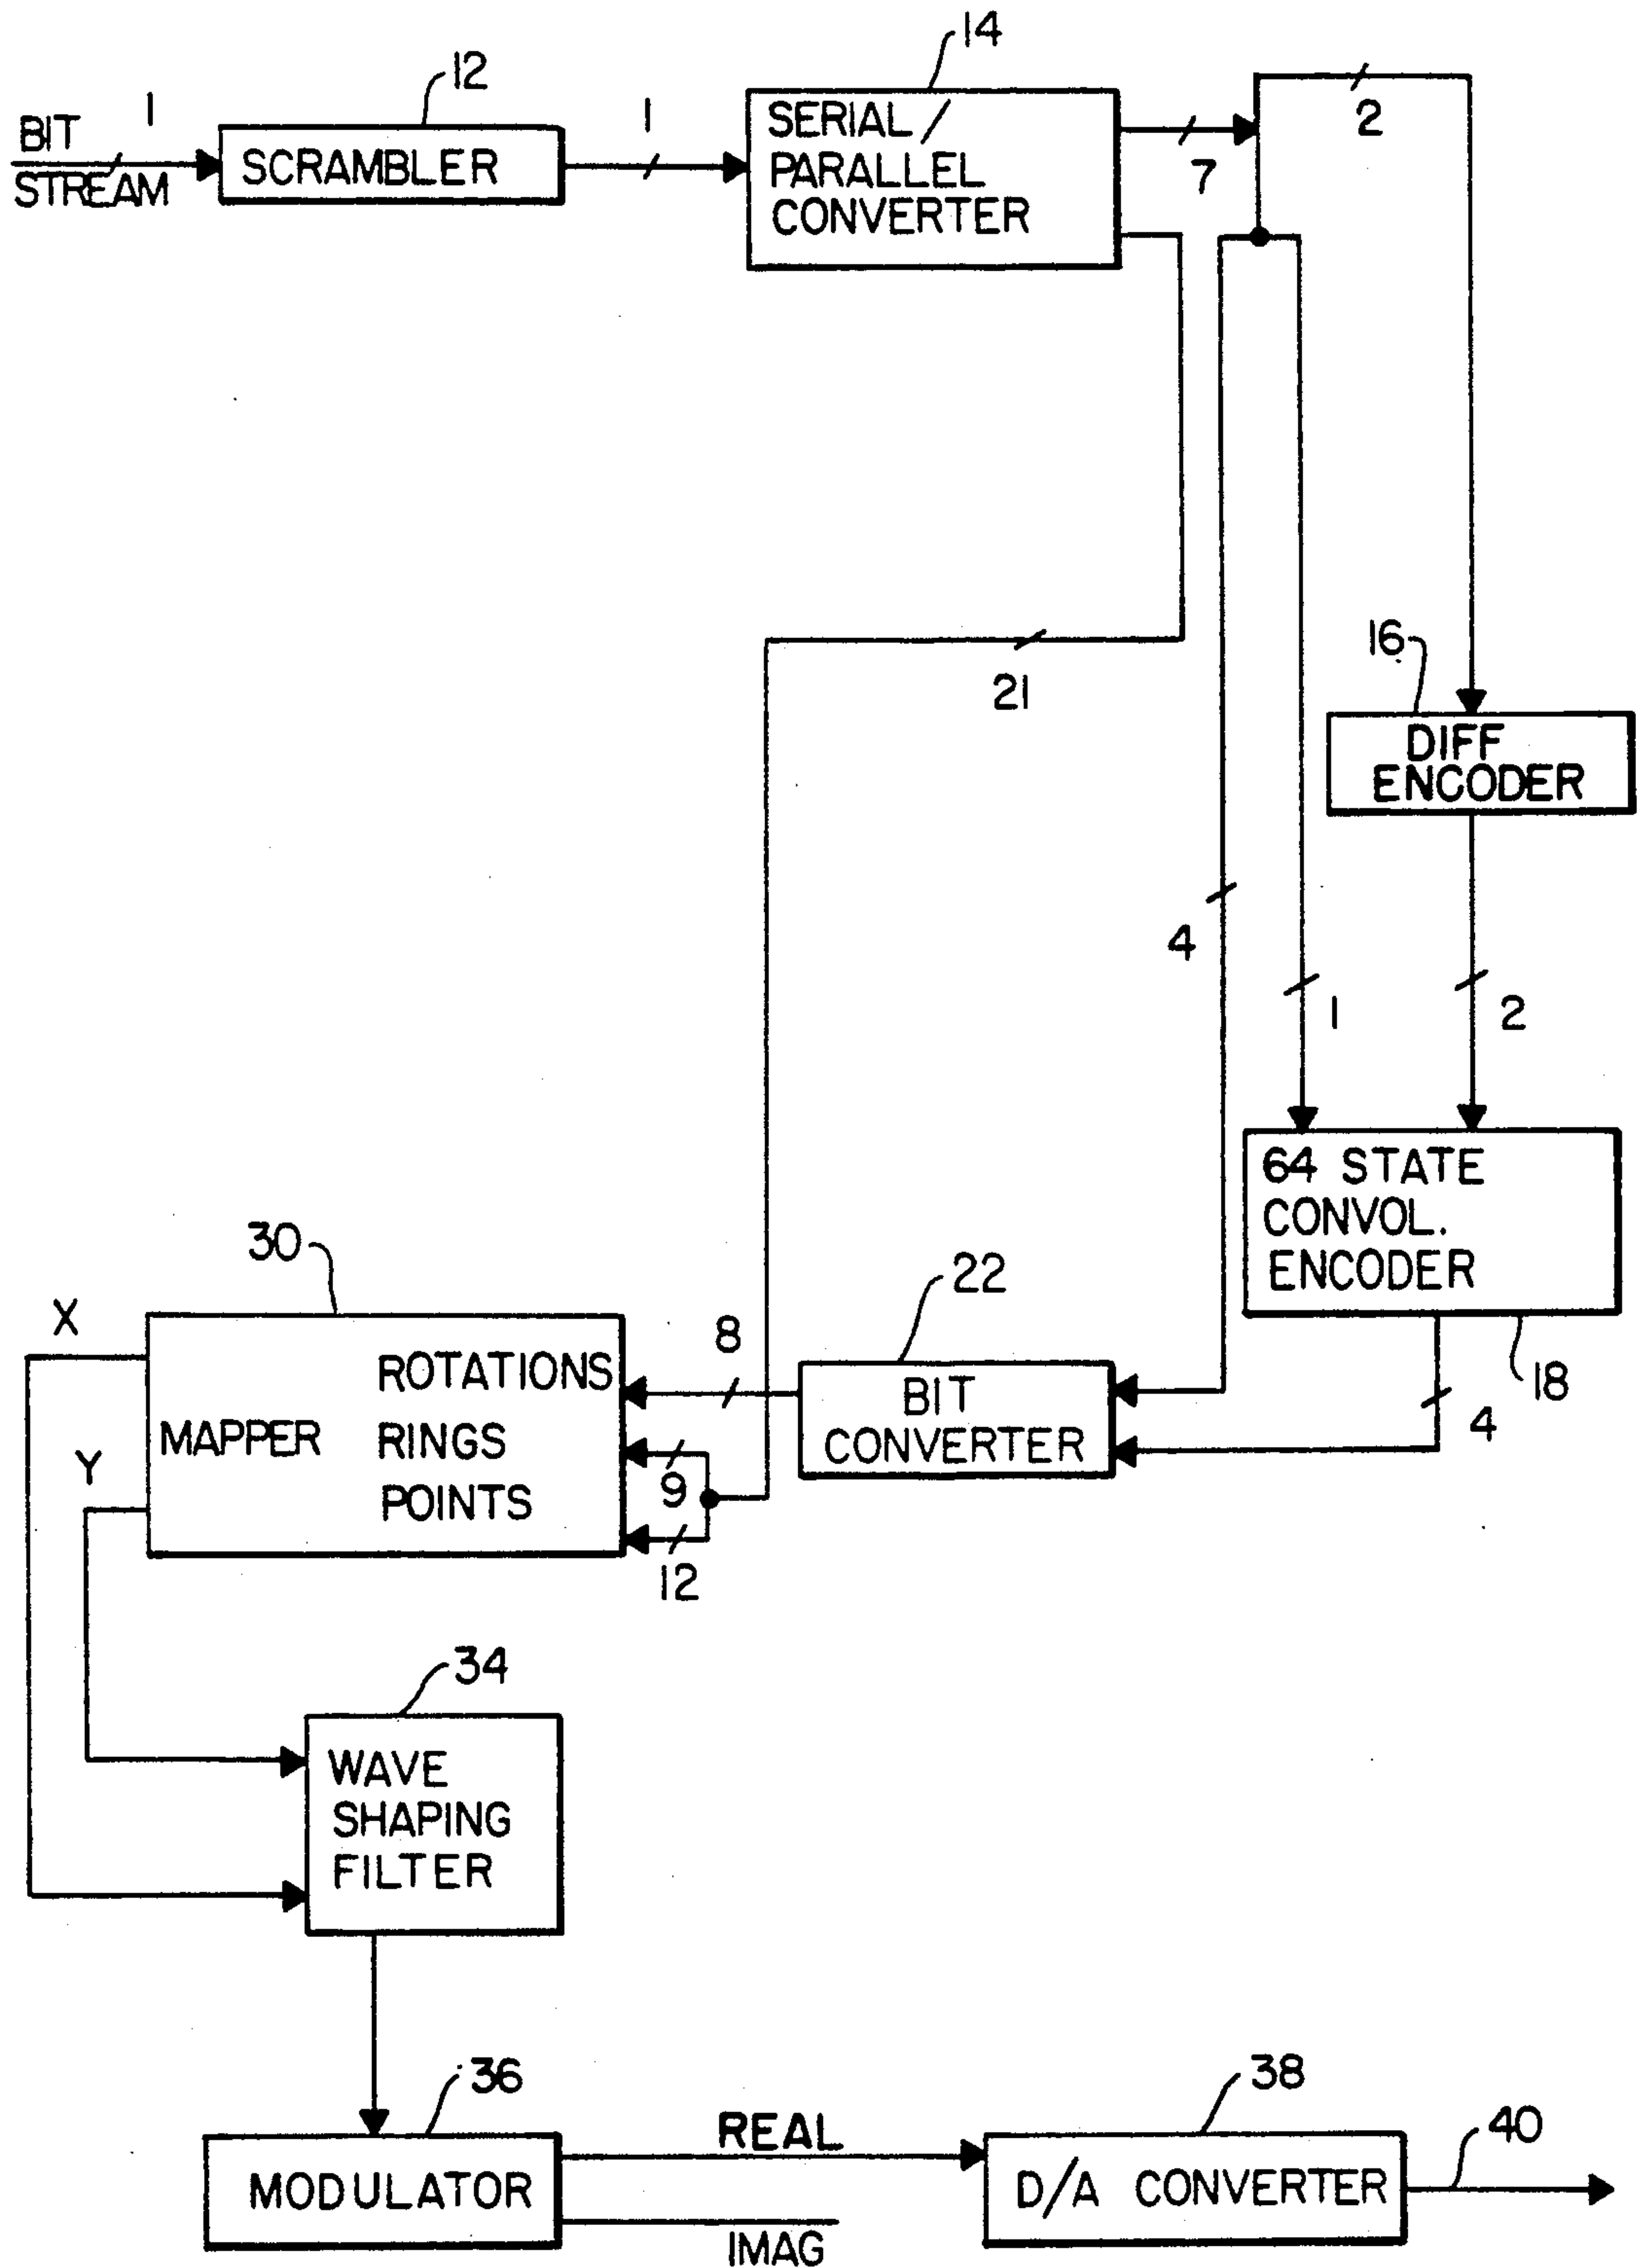 14
12
1
BIT
STREAM
SCRAMBLER
1
SERIAL/
PARALLEL
CONVERTER
7
2
21
16
DIFF
ENCODER
4
1
2
64 STATE
CONVOL.
ENCODER
18
4
30
22
X
8
ROTATIONS
BIT
CONVERTER
MAPPER
RINGS
Y
9
POINTS
12
34
WAVE
SHAPING
FILTER
36
38
40
REAL
MODULATOR
D/A CONVERTER
IMAG